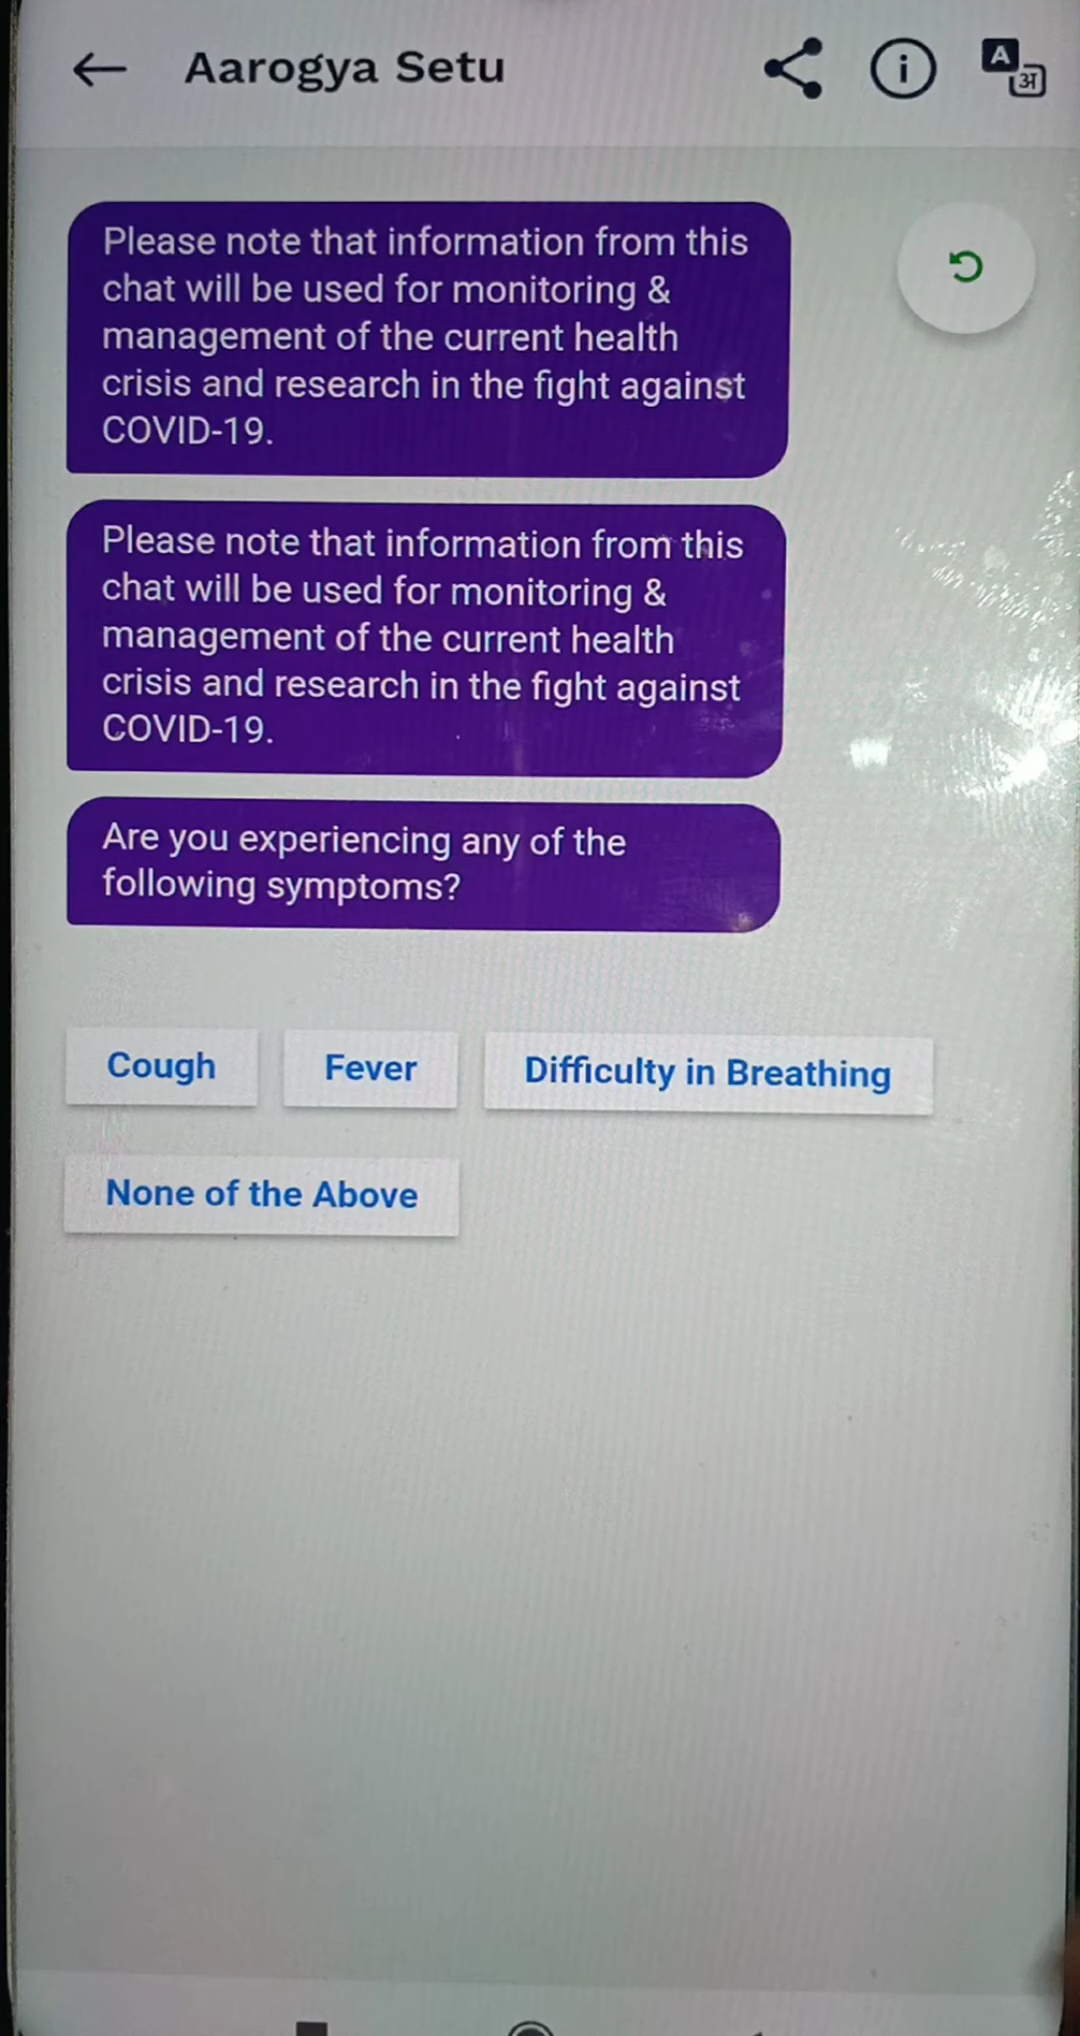 Aarogya Setu
A
अ
Please note that information from this
chat will be used for monitoring &
management of the current health
crisis and research in the fight against
COVID-19.
Please note that information from this
chat will be used for monitoring &
management of the current health
crisis and research in the fight against
COVID-19.
Are you experiencing any of the
following symptoms?
Cough
Fever
Difficulty in Breathing
None of the Above